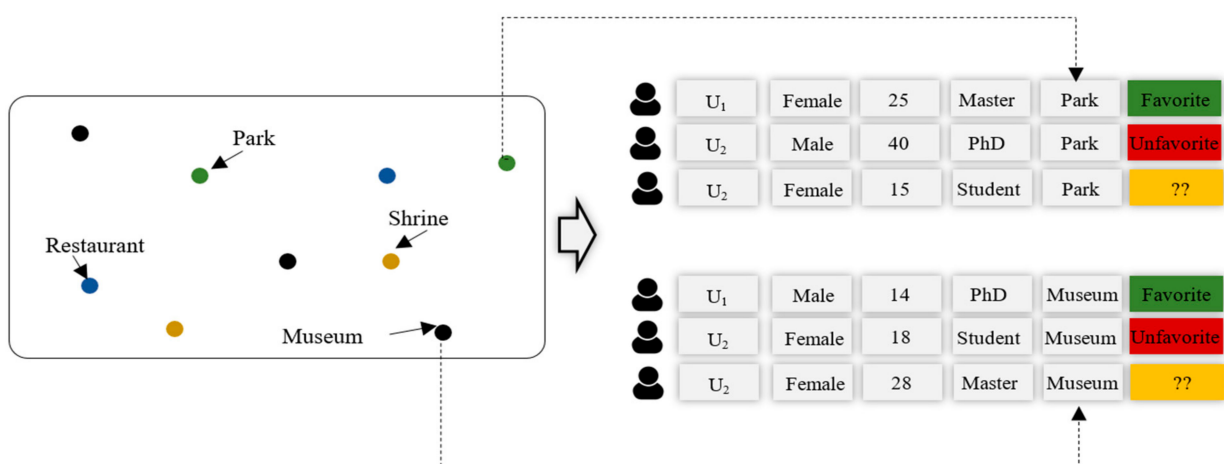 Park
Shrine
Restaurant
Museum
U₁ Female 25 Master Park Favorite
U₂ Male 40 PhD Park Unfavorite
U₂ Female 15 Student Park ??
U₁ Male 14 PhD Museum Favorite
U₂ Female 18 Student Museum Unfavorite
U₂ Female 28 Master Museum ??